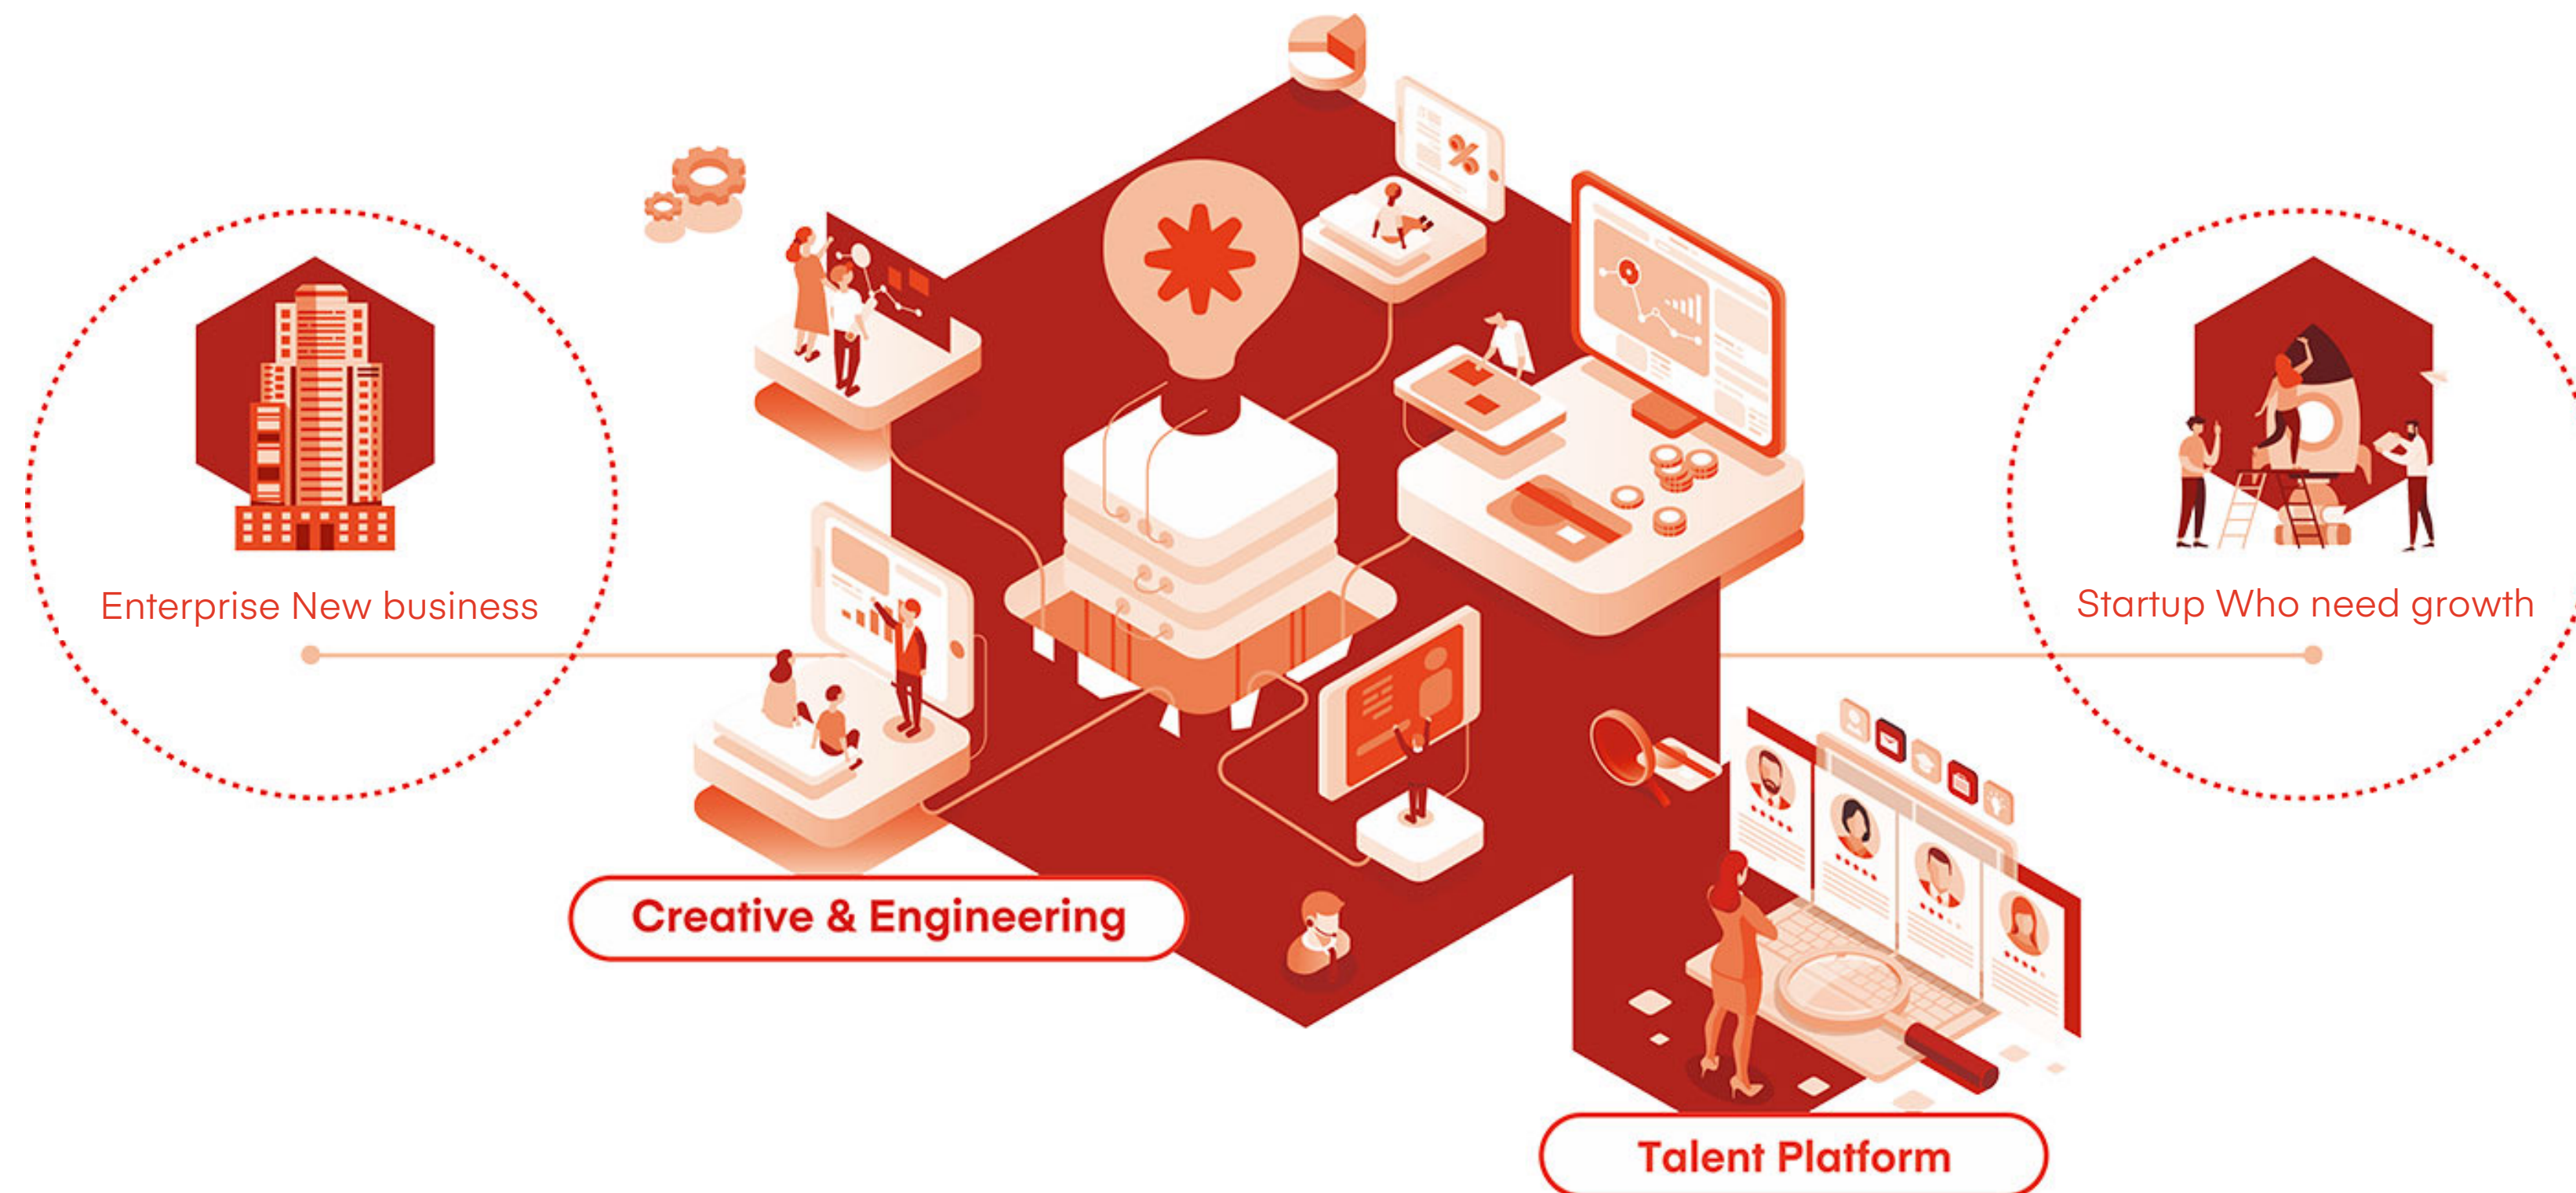 Enterprise New business
Startup Who need growth
Creative & Engineering
Talent Platform
%